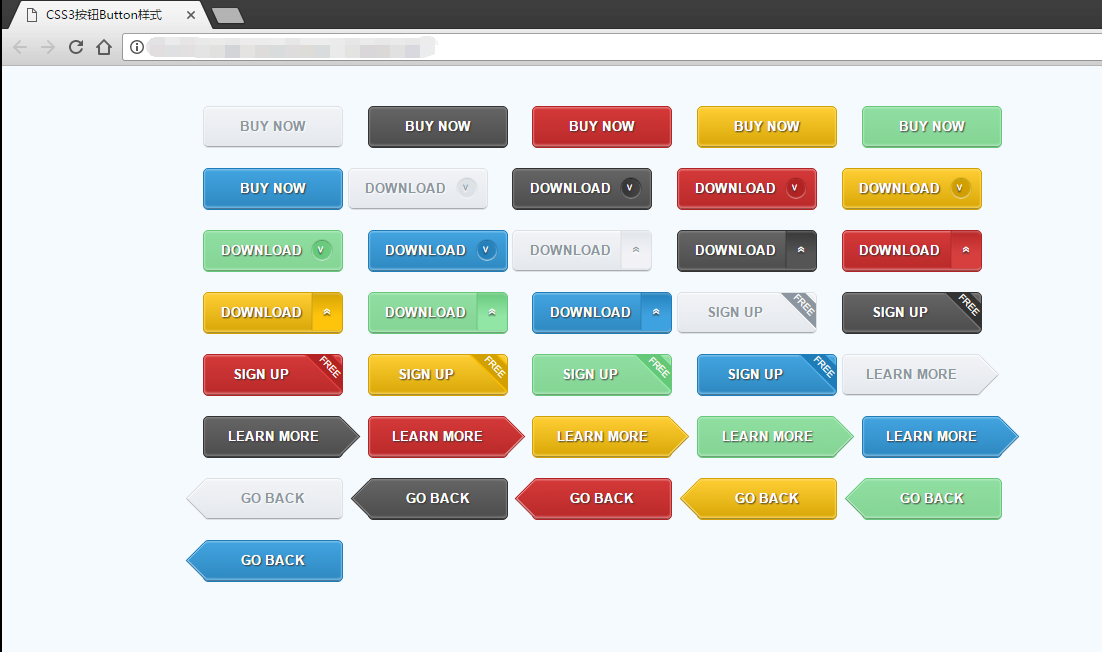 CSS3按钮Button样式
BUY NOW BUY NOW BUY NOW BUY NOW BUY NOW
BUY NOW DOWNLOAD V DOWNLOAD V DOWNLOAD V DOWNLOAD V
DOWNLOAD V DOWNLOAD V DOWNLOAD DOWNLOAD DOWNLOAD
DOWNLOAD DOWNLOAD DOWNLOAD SIGN UP FREE SIGN UP FREE
SIGN UP FREE SIGN UP FREE SIGN UP FREE SIGN UP FREE LEARN MORE
LEARN MORE LEARN MORE LEARN MORE LEARN MORE LEARN MORE
GO BACK GO BACK GO BACK GO BACK GO BACK
GO BACK